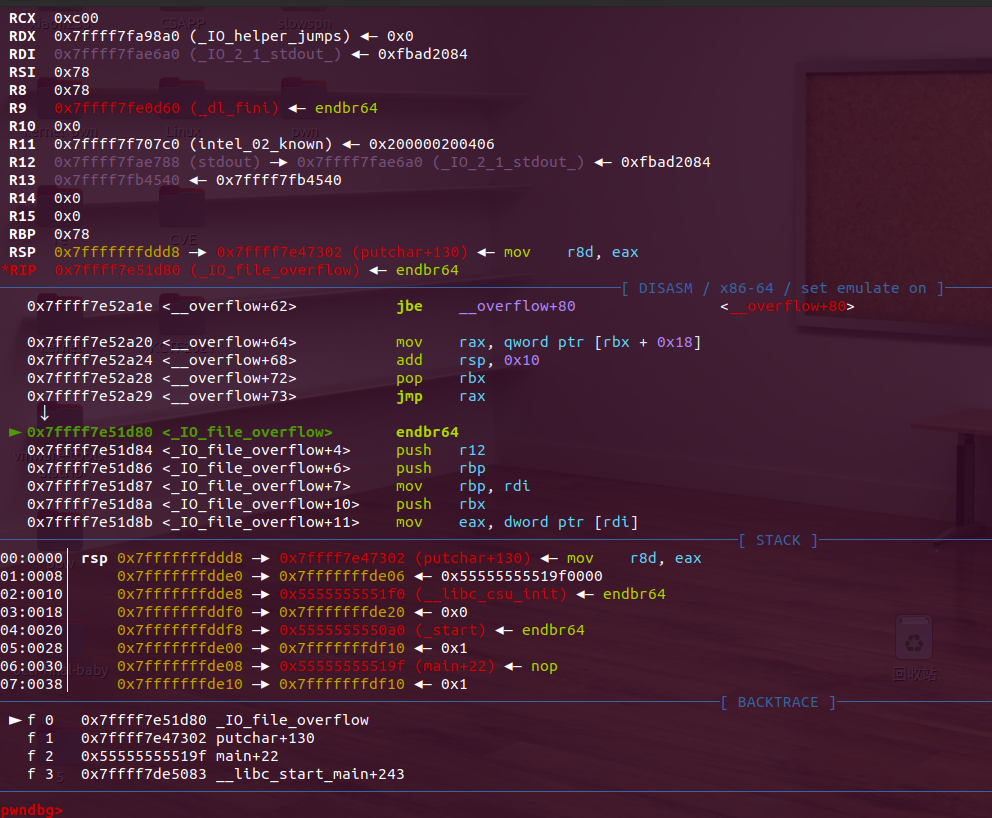 RCX  0xc00
RDX  0x7ffff7fa98a0 (_IO_helper_jumps) ◂— 0x0
RDI  0x7ffff7fae6a0 (_IO_2_1_stdout_) ◂— 0xfbad2084
RSI  0x78
R8  0x78
R9  0x7ffff7fe0d60 (_dl_fini) ◂— endbr64
R10  0x0
R11  0x7ffff7f707c0 (intel_02_known) ◂— 0x200000200406
R12  0x7ffff7fae788 (stdout) —▸ 0x7ffff7fae6a0 (_IO_2_1_stdout_) ◂— 0xfbad2084
R13  0x7ffff7fb4540 ◂— 0x7ffff7fb4540
R14  0x0
R15  0x0
RBP  0x78
RSP  0x7fffffffddd8 —▸ 0x7ffff7e47302 (putchar+130) ◂— mov    r8d, eax
*RIP  0x7ffff7e51d80 (_IO_file_overflow) ◂— endbr64
[ DISASM / x86-64 / set emulate on ]
0x7ffff7e52a1e <__overflow+62>    jbe    __overflow+80    <__overflow+80>
0x7ffff7e52a20 <__overflow+64>    mov    rax, qword ptr [rbx + 0x18]
0x7ffff7e52a24 <__overflow+68>    add    rsp, 0x10
0x7ffff7e52a28 <__overflow+72>    pop    rbx
0x7ffff7e52a29 <__overflow+73>    jmp    rax
↓
► 0x7ffff7e51d80 <_IO_file_overflow>    endbr64
0x7ffff7e51d84 <_IO_file_overflow+4>    push   r12
0x7ffff7e51d86 <_IO_file_overflow+6>    push   rbp
0x7ffff7e51d87 <_IO_file_overflow+7>    mov    rbp, rdi
0x7ffff7e51d8a <_IO_file_overflow+10>    push   rbx
0x7ffff7e51d8b <_IO_file_overflow+11>    mov    eax, dword ptr [rdi]
[ STACK ]
00:0000│ rsp 0x7fffffffddd8 —▸ 0x7ffff7e47302 (putchar+130) ◂— mov    r8d, eax
01:0008│     0x7fffffffdde0 —▸ 0x7fffffffde06 ◂— 0x55555555519f0000
02:0010│     0x7fffffffdde8 —▸ 0x5555555551f0 (__libc_csu_init) ◂— endbr64
03:0018│     0x7fffffffddf0 —▸ 0x7fffffffde20 ◂— 0x0
04:0020│     0x7fffffffddf8 —▸ 0x5555555550a0 (_start) ◂— endbr64
05:0028│     0x7fffffffde00 —▸ 0x7fffffffdf10 ◂— 0x1
06:0030│     0x7fffffffde08 —▸ 0x55555555519f (main+22) ◂— nop
07:0038│     0x7fffffffde10 —▸ 0x7fffffffdf10 ◂— 0x1
回收站
[ BACKTRACE ]
► f 0   0x7ffff7e51d80 _IO_file_overflow
f 1   0x7ffff7e47302 putchar+130
f 2   0x55555555519f main+22
f 3   0x7ffff7de5083 __libc_start_main+243
pwndbg>